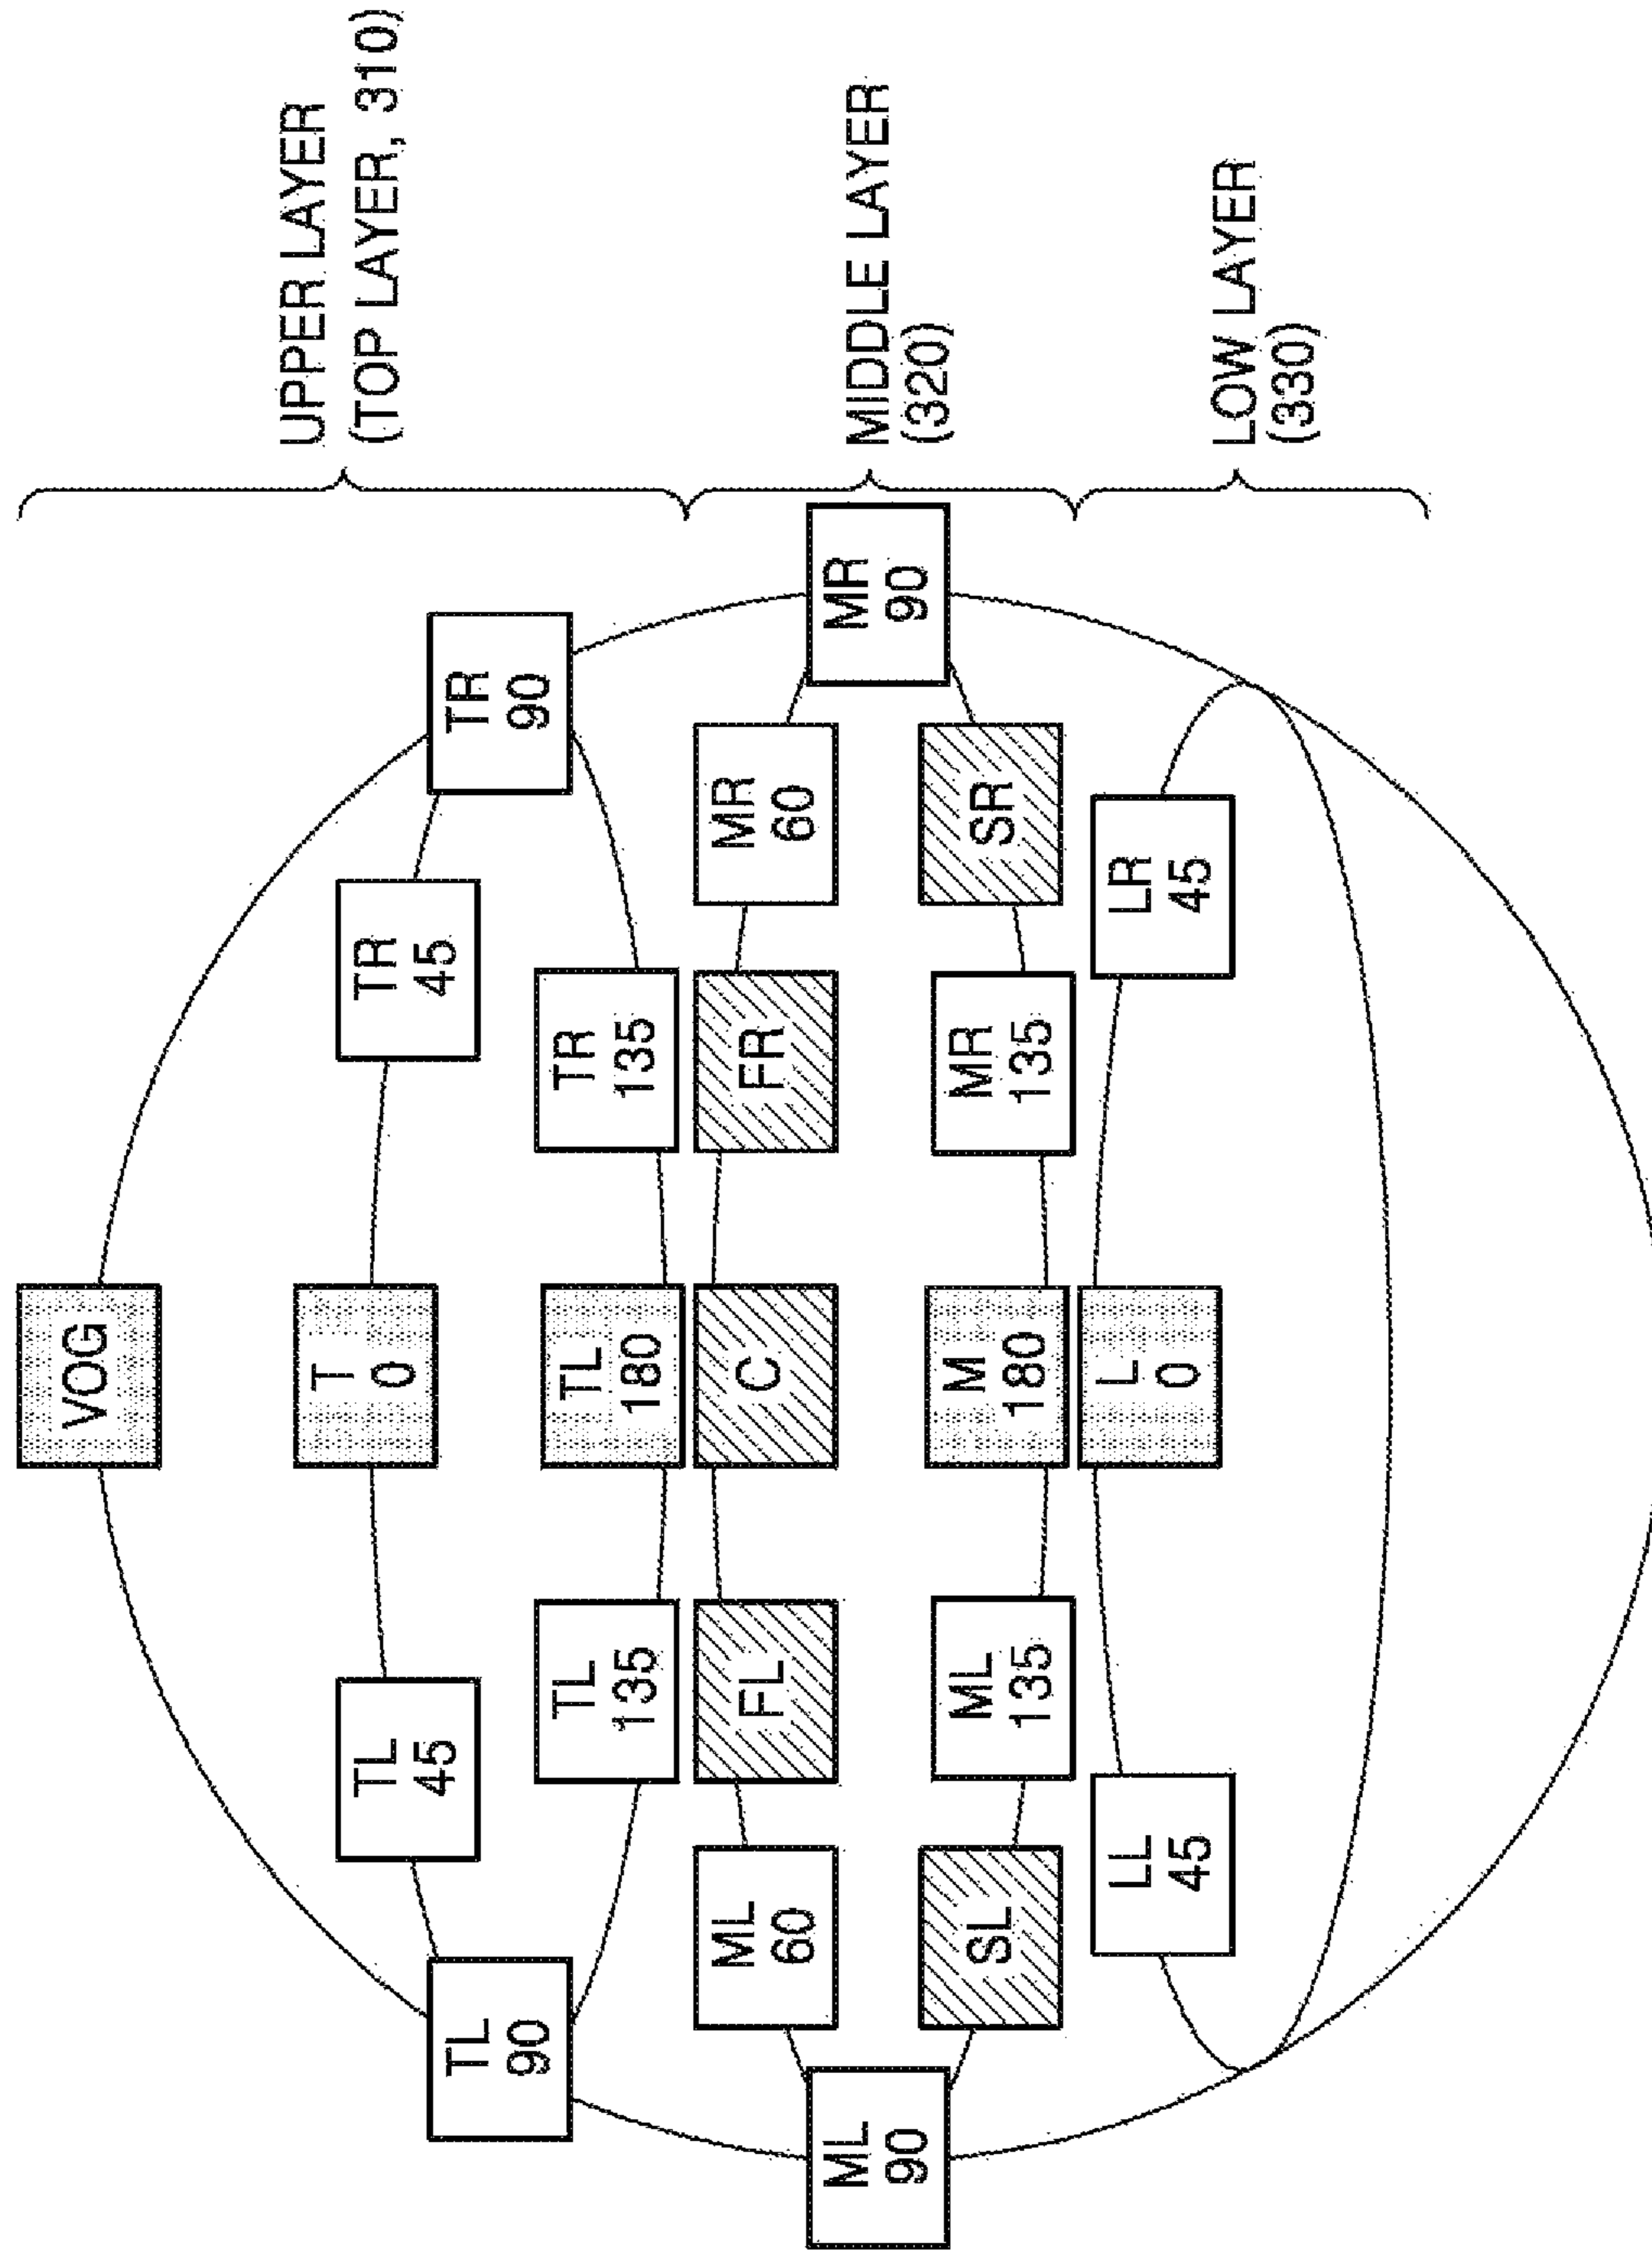 VOG
UPPER LAYER
(TOP LAYER, 310)
T
0
TL
45
TR
45
TL
90
TR
90
TL
135
TL
180
TR
135
ML
60
FL
C
FR
MR
60
ML
90
MR
90
MIDDLE LAYER
(320)
SL
ML
135
M
180
MR
135
SR
LL
45
L
0
LR
45
LOW LAYER
(330)